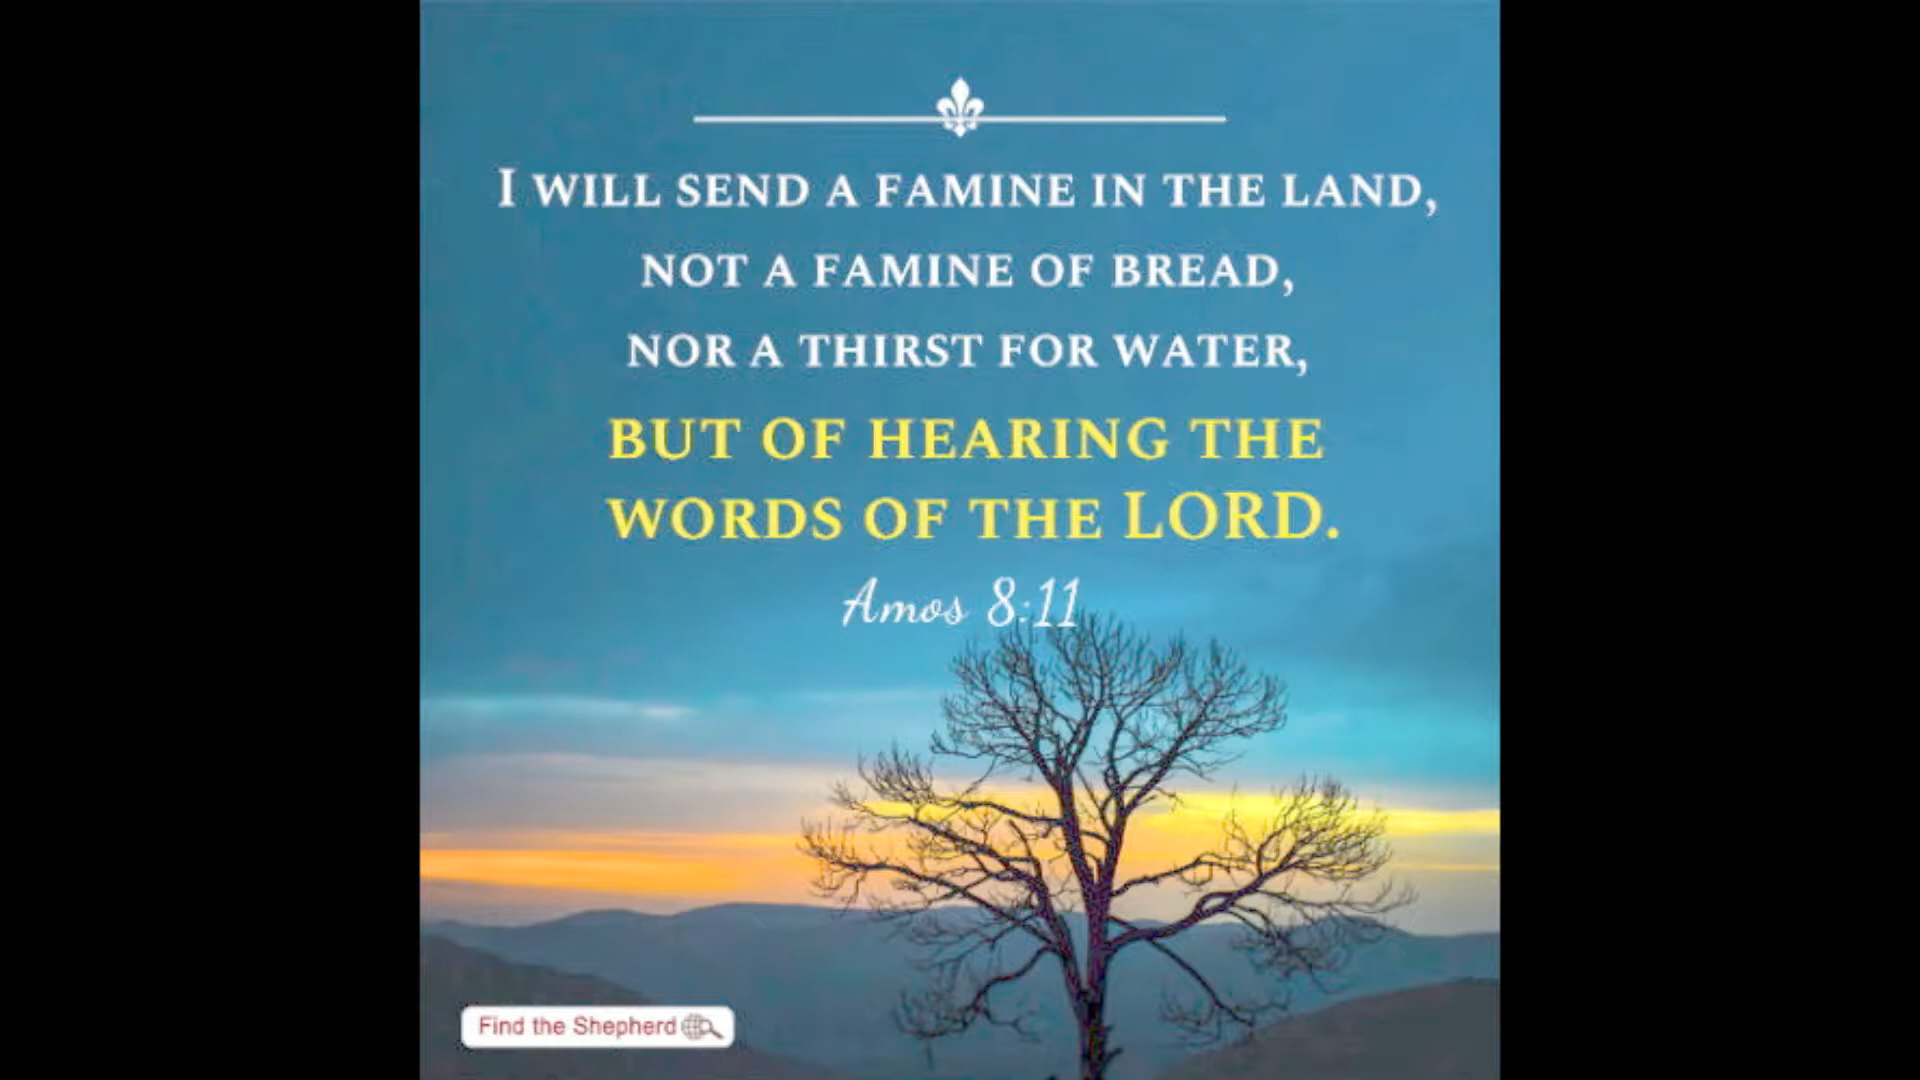 I WILL SEND A FAMINE IN THE LAND,
NOT A FAMINE OF BREAD,
NOR A THIRST FOR WATER,
BUT OF HEARING THE
WORDS OF THE LORD.
Amos 8:11
Find the Shepherd